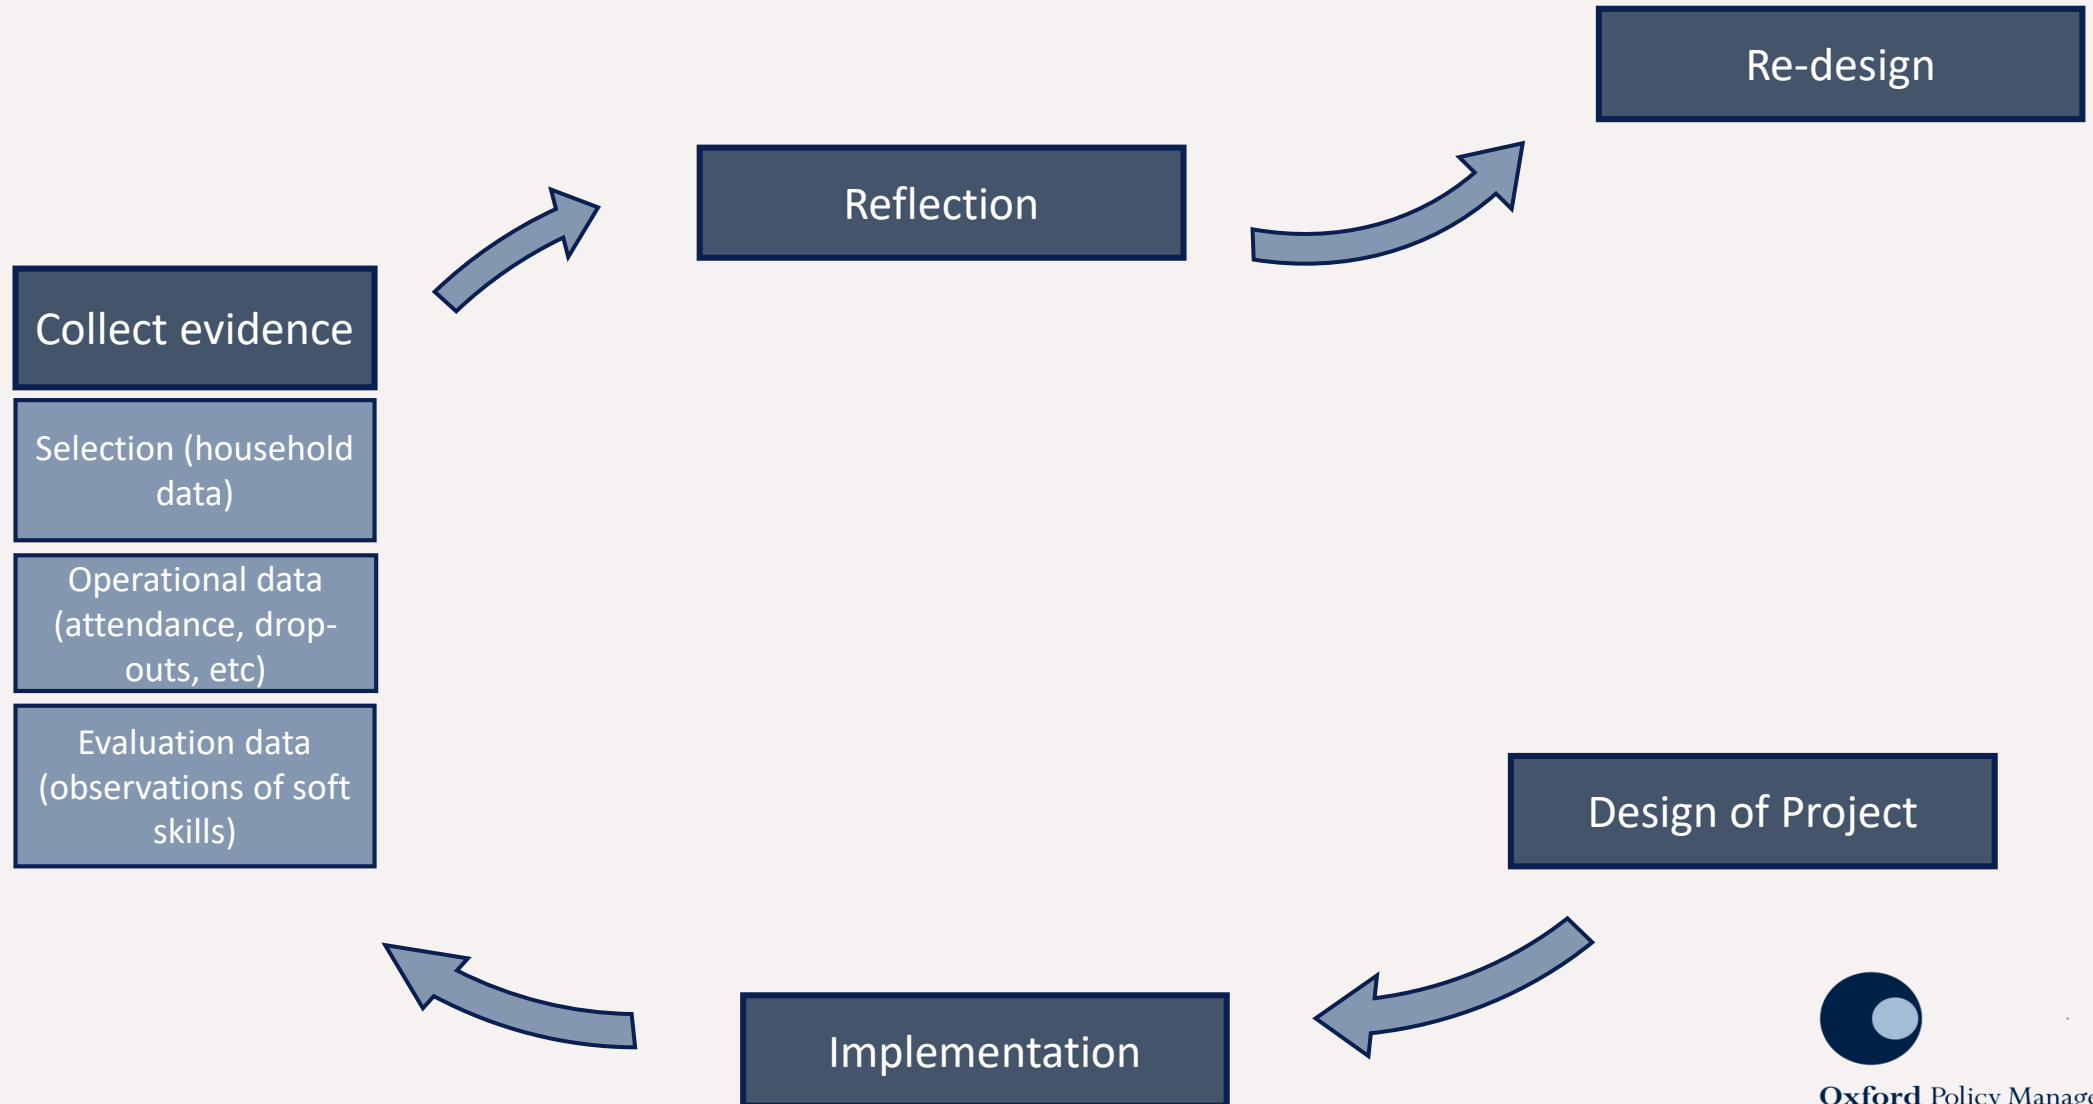 Re-design
Reflection
Collect evidence
Selection (household
data)
Operational data
(attendance, drop-
outs, etc)
Evaluation data
(observations of soft
skills)
Design of Project
Implementation
Oxford Policy Manage